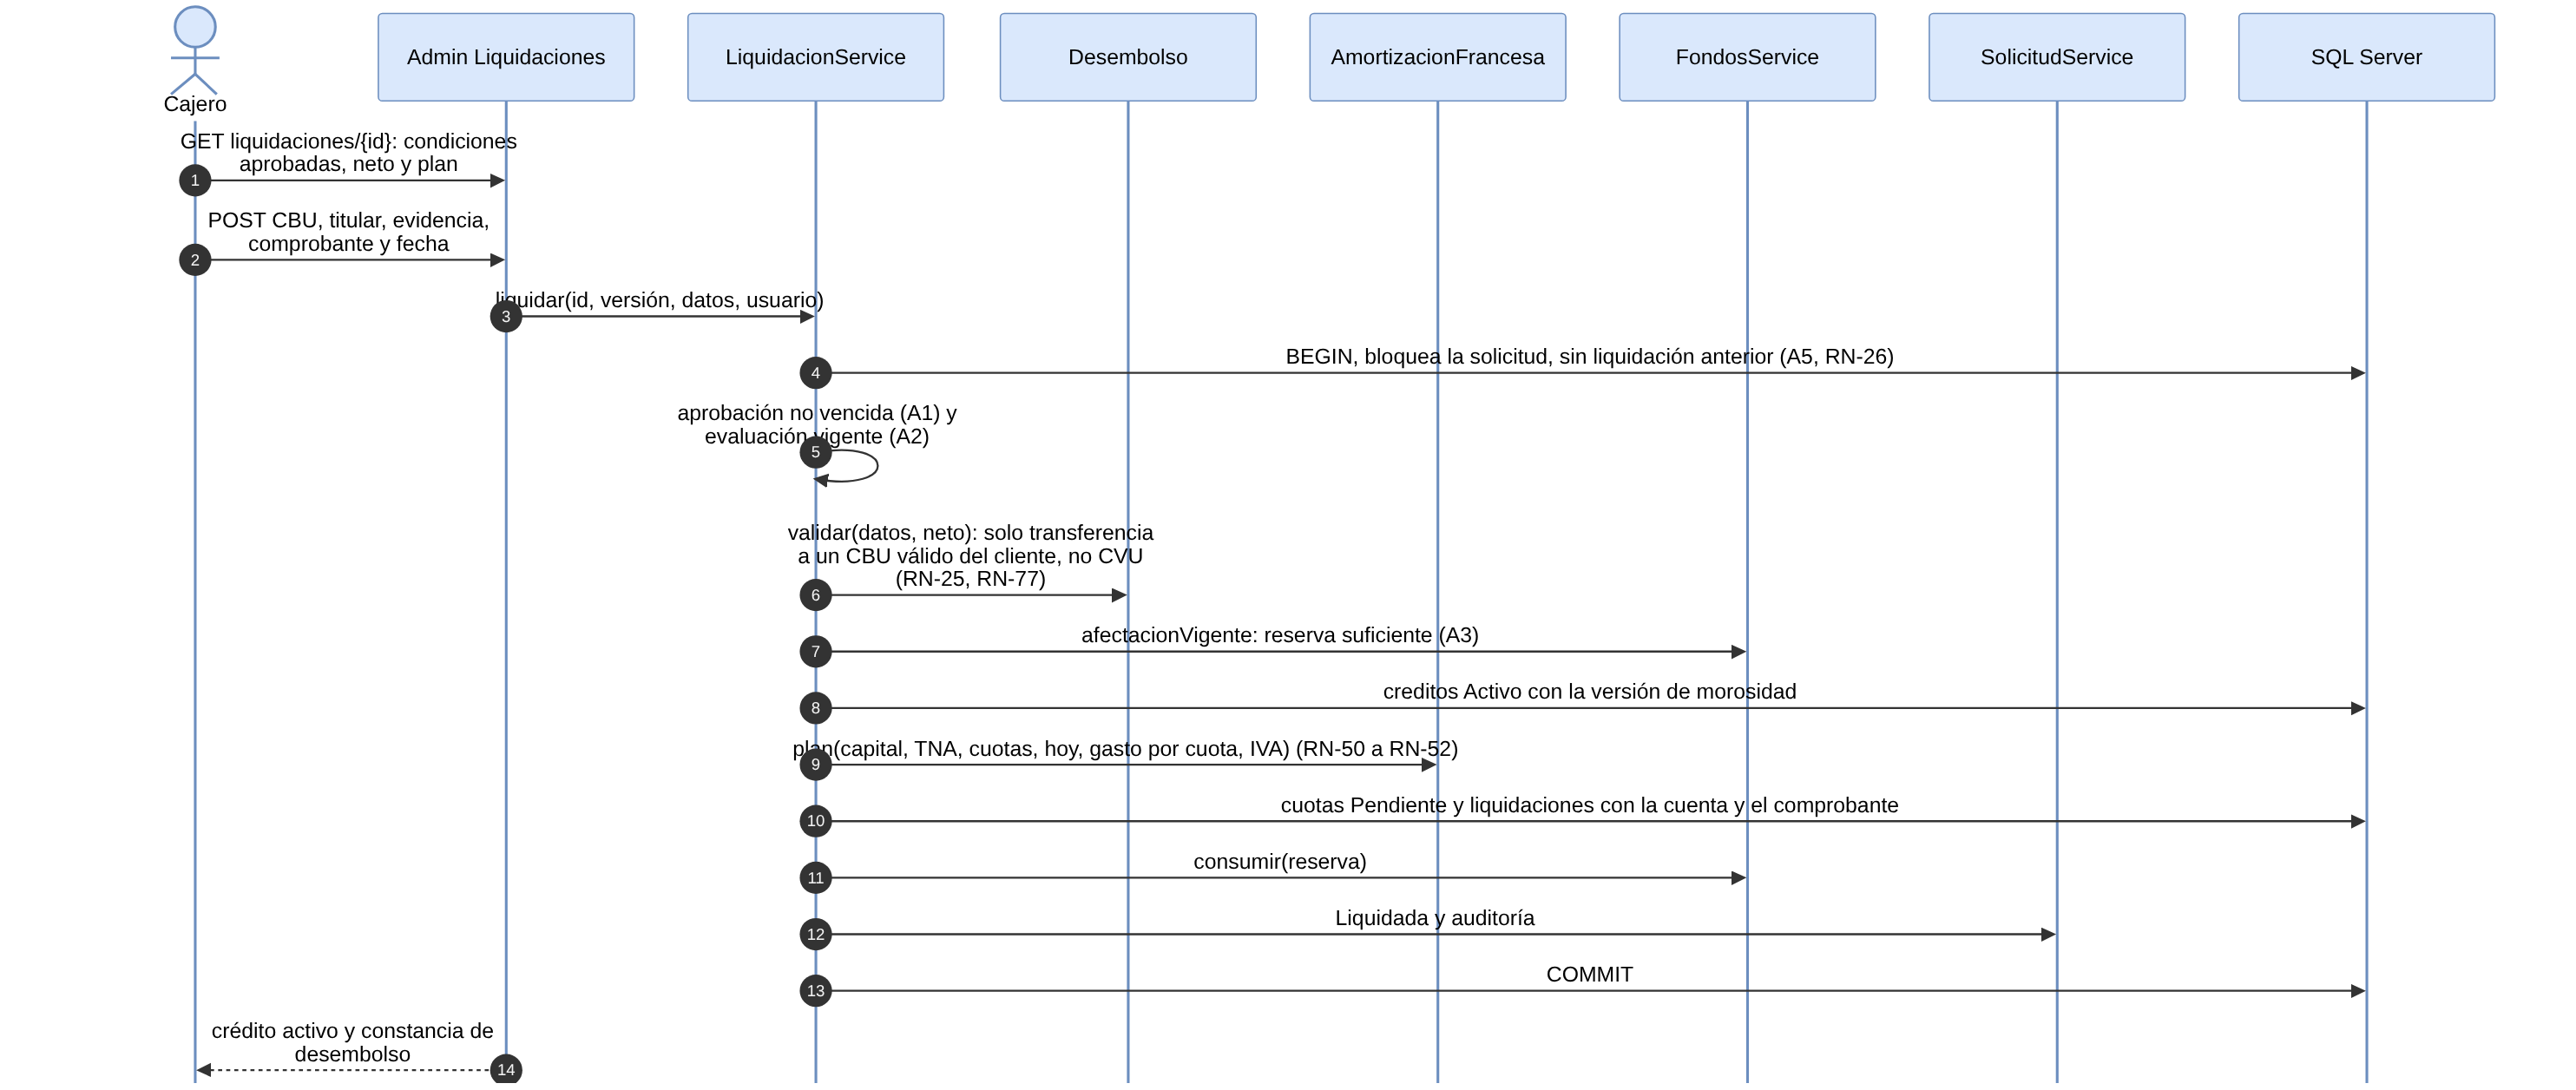 Cajero
Admin Liquidaciones
LiquidacionService
Desembolso
AmortizacionFrancesa
FondosService
SolicitudService
SQL Server
GET liquidaciones/{id}: condiciones
aprobadas, neto y plan
1
POST CBU, titular, evidencia,
comprobante y fecha
2
liquidar(id, versión, datos, usuario)
3
BEGIN, bloquea la solicitud, sin liquidación anterior (A5, RN-26)
4
aprobación no vencida (A1) y
evaluación vigente (A2)
5
validar(datos, neto): solo transferencia
a un CBU válido del cliente, no CVU
(RN-25, RN-77)
6
afectacionVigente: reserva suficiente (A3)
7
creditos Activo con la versión de morosidad
8
plan(capital, TNA, cuotas, hoy, gasto por cuota, IVA) (RN-50 a RN-52)
9
cuotas Pendiente y liquidaciones con la cuenta y el comprobante
10
consumir(reserva)
11
Liquidada y auditoría
12
COMMIT
13
crédito activo y constancia de
desembolso
14